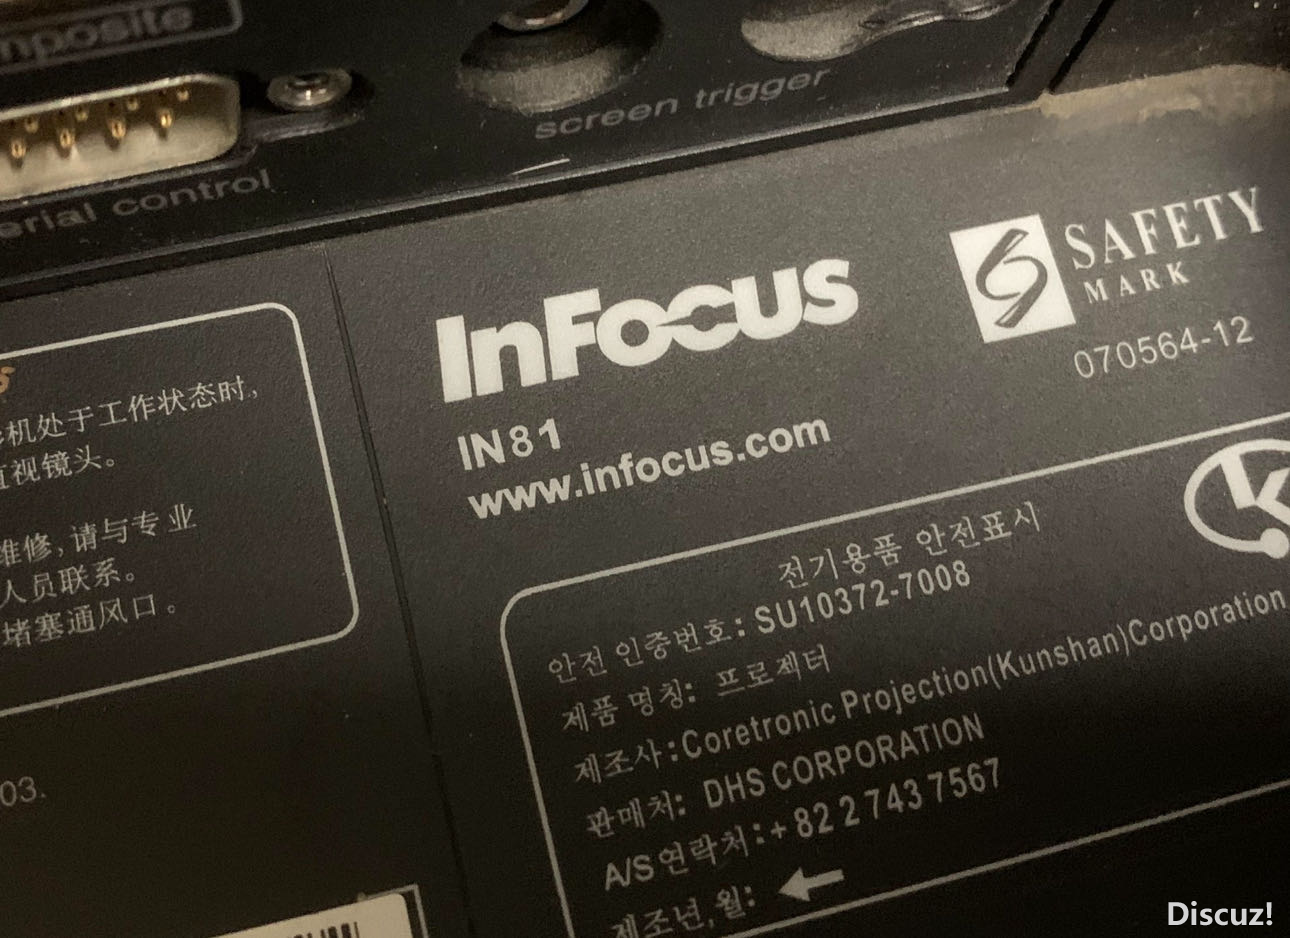 screen trigger
control
InFocus
IN81
www.infocus.com
SAFETY
MARK
070564-12
机处于工作状态时,
视镜头。
维修,请与专业
人员联系。
堵塞通风口。
03.
전기용품 안전표시
안전 인증번호: SU10372-7008
제품 명칭: 프로젝터
제조사:Coretronic Projection(Kunshan)Corporation
판매처: DHS CORPORATION
A/S연락처:+ 82 2 743 7567
제조년,월:
Discuz!